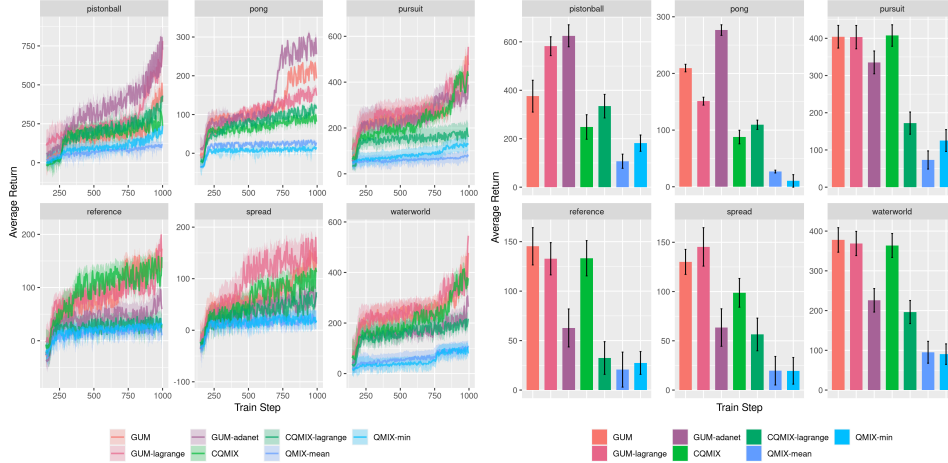 pistonball
pong
pursuit
750
500
250
0
300
200
100
0
600
400
200
0
250 500 750 1000
250 500 750 1000
250 500 750 1000
reference
spread
waterworld
200
100
0
200
100
0
-100
600
400
200
0
250 500 750 1000
250 500 750 1000
250 500 750 1000
Average Return
Train Step
GUM
GUM-adanet
CQMIX-lagrange
QMIX-min
GUM-lagrange
CQMIX
QMIX-mean
pistonball
pong
pursuit
600
400
200
0
300
200
100
0
400
300
200
100
0
reference
spread
waterworld
150
100
50
0
150
100
50
0
400
300
200
100
0
Average Return
Train Step
GUM
GUM-adanet
CQMIX-lagrange
QMIX-min
GUM-lagrange
CQMIX
QMIX-mean